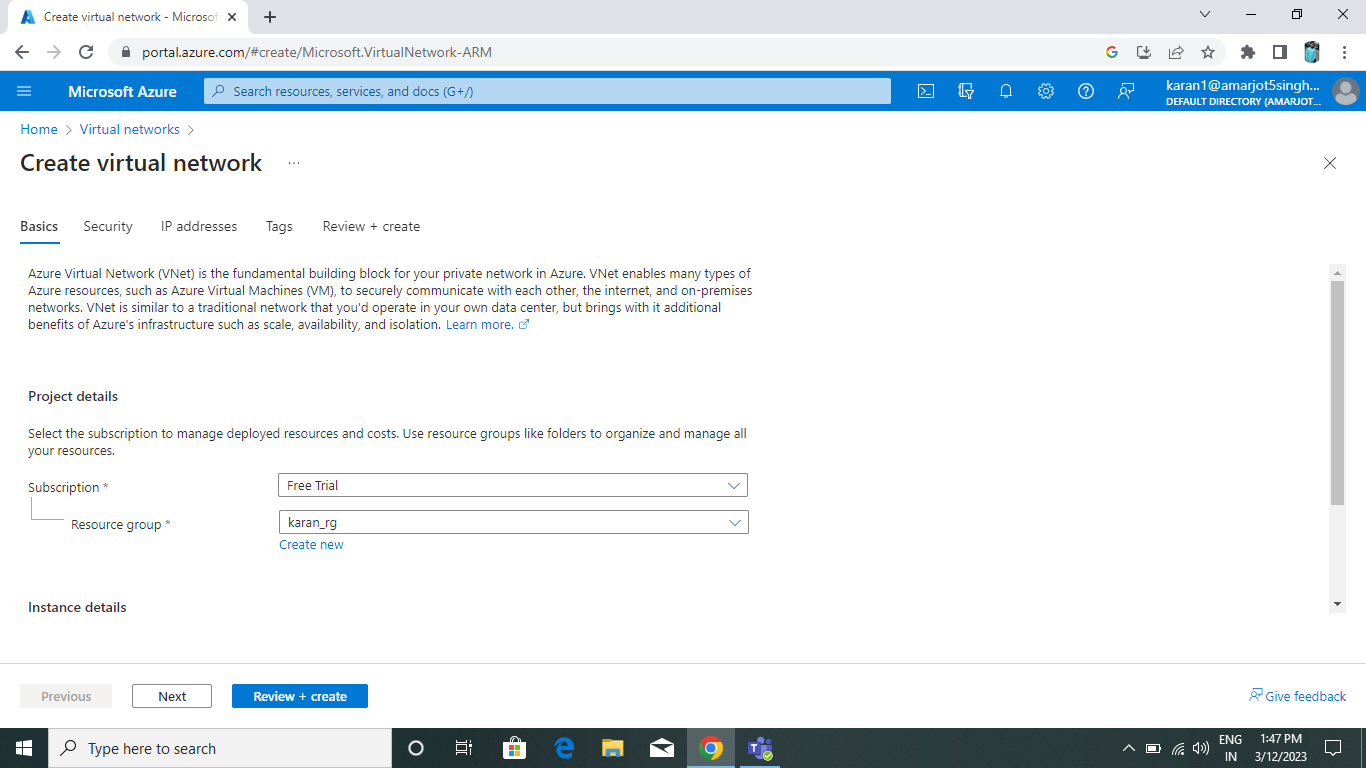 Create virtual network - Microsof
portal.azure.com/#create/Microsoft.VirtualNetwork-ARM
Microsoft Azure
Search resources, services, and docs (G+/)
karan1@amarjot5singh...
DEFAULT DIRECTORY (AMARJOT...
Home > Virtual networks >
Create virtual network ...
Basics Security IP addresses Tags Review + create
Azure Virtual Network (VNet) is the fundamental building block for your private network in Azure. VNet enables many types of
Azure resources, such as Azure Virtual Machines (VM), to securely communicate with each other, the internet, and on-premises
networks. VNet is similar to a traditional network that you'd operate in your own data center, but brings with it additional
benefits of Azure's infrastructure such as scale, availability, and isolation. Learn more.
Project details
Select the subscription to manage deployed resources and costs. Use resource groups like folders to organize and manage all
your resources.
Subscription * Free Trial
Resource group * karan_rg
Create new
Instance details
Previous Next Review + create Give feedback
Type here to search
ENG
IN
1:47 PM
3/12/2023